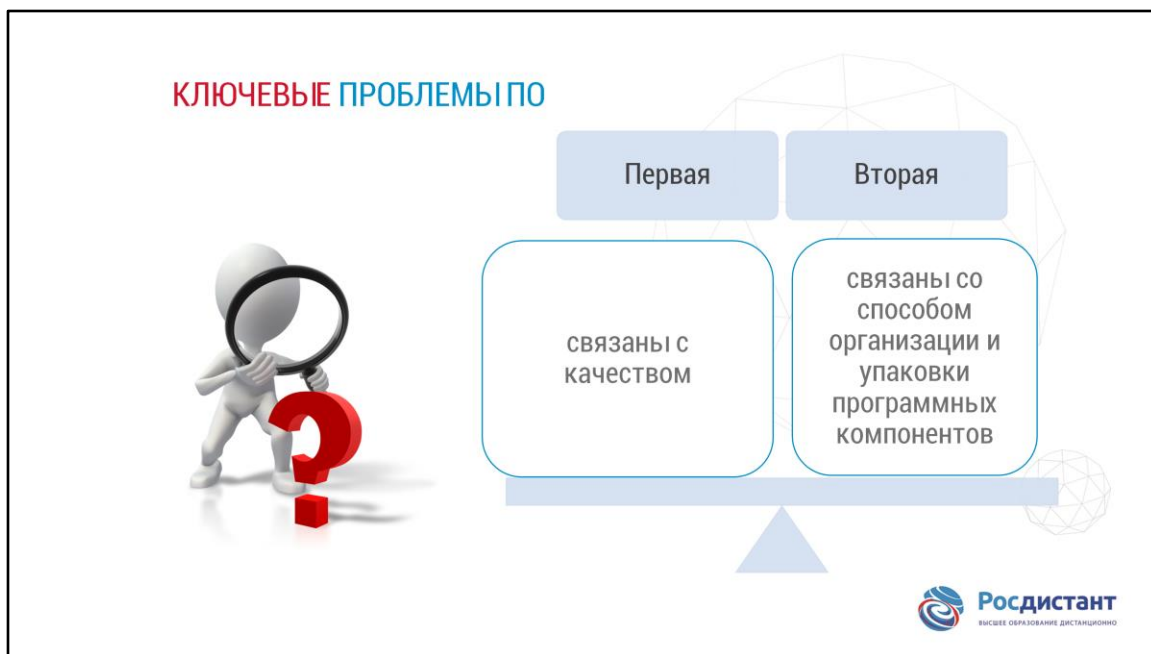 КЛЮЧЕВЫЕ ПРОБЛЕМЫ ПО
Первая
Вторая
связаны с
качеством
связаны со
способом
организации и
упаковки
программных
компонентов
Росдистант
ВЫСШЕЕ ОБРАЗОВАНИЕ ДИСТАНЦИОННО